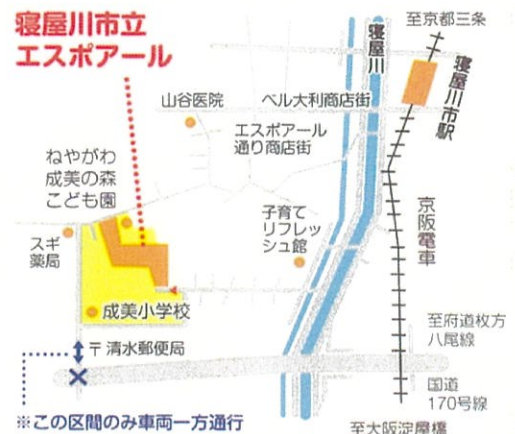 寝屋川市立
エスポアール
至京都三条
寝屋川
寝屋川市駅
山谷医院
ベル大利商店街
エスポアール
通り商店街
ねやがわ
成美の森
こども園
子育て
リフレッ
シュ館
京阪電車
スギ
薬局
成美小学校
至府道枚方
八尾線
〒清水郵便局
国道
170号線
※この区間のみ車両一方通行
至大阪淀屋橋